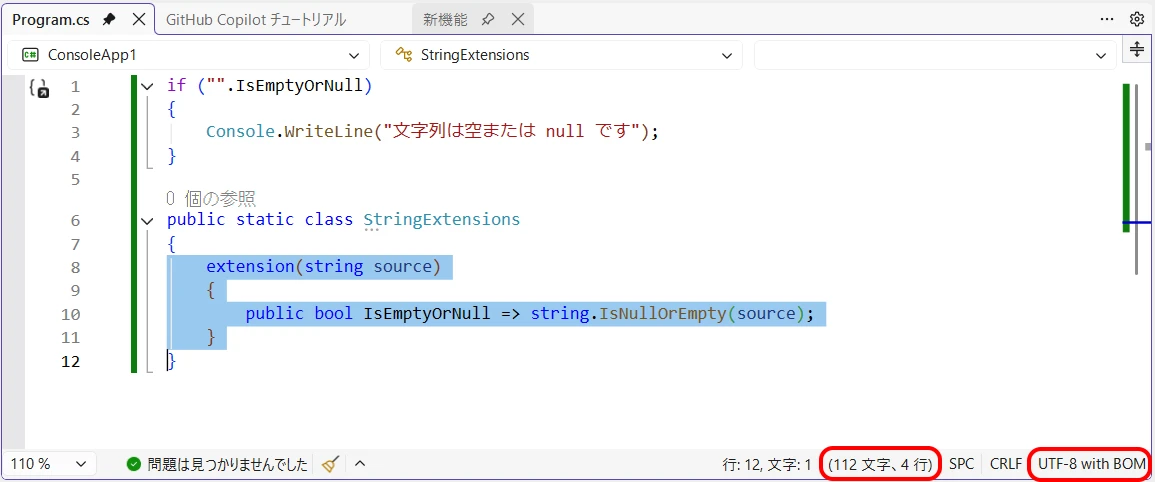 Program.cs GitHub Copilot チュートリアル 新機能
ConsoleApp1 StringExtensions
1 if ("".IsEmptyOrNull)
2 {
3 Console.WriteLine("文字列は空または null です");
4 }
5
0 個の参照
6 public static class StringExtensions
7 {
8 extension(string source)
9 {
10 public bool IsEmptyOrNull => string.IsNullOrEmpty(source);
11 }
12 }
110 % 問題は見つかりませんでした 行: 12, 文字: 1 (112 文字、4 行) SPC CRLF UTF-8 with BOM